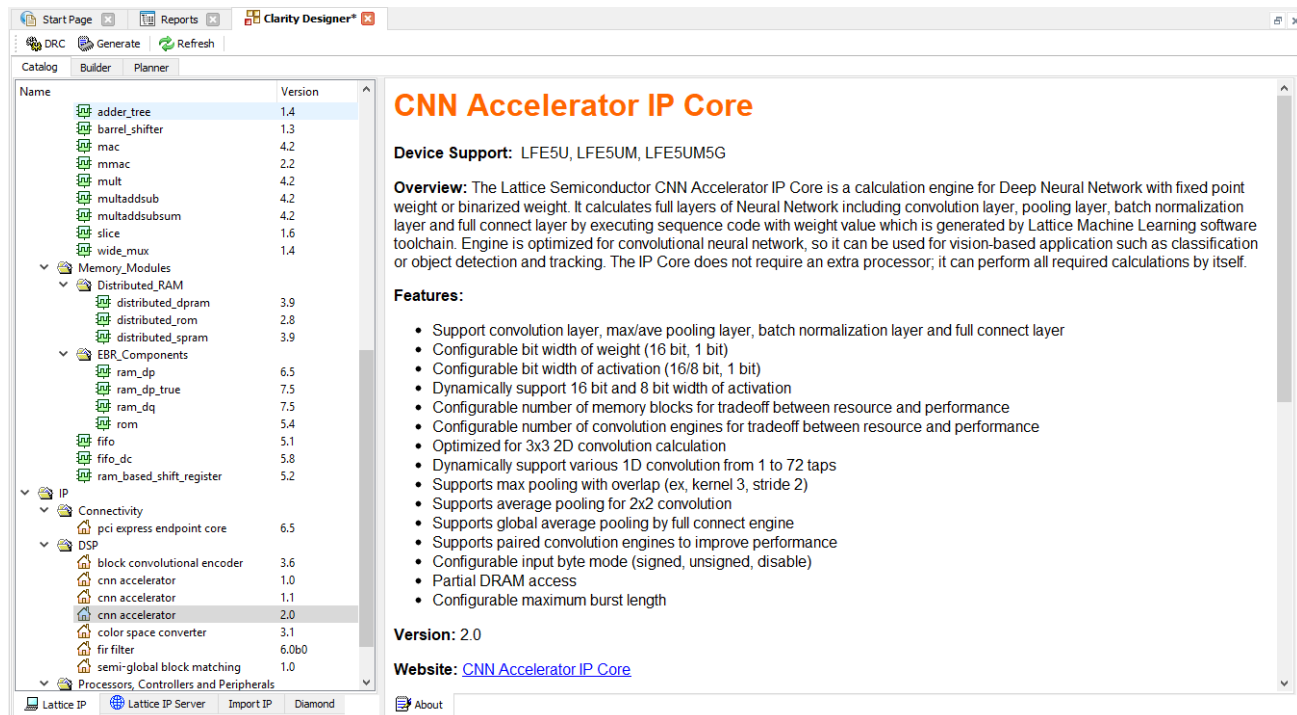 Start Page
Reports
Clarity Designer*
DRC Generate Refresh
Catalog Builder Planner
Name Version
adder_tree 1.4
barrel_shifter 1.3
mac 4.2
mmac 2.2
mult 4.2
multaddsub 4.2
multaddsubsum 4.2
slice 1.6
wide_mux 1.4
Memory_Modules
Distributed_RAM
distributed_dpram 3.9
distributed_rom 2.8
distributed_spram 3.9
EBR_Components
ram_dp 6.5
ram_dp_true 7.5
ram_dq 7.5
rom 5.4
fifo 5.1
fifo_dc 5.8
ram_based_shift_register 5.2
IP
Connectivity
pci express endpoint core 6.5
DSP
block convolutional encoder 3.6
cnn accelerator 1.0
cnn accelerator 1.1
cnn accelerator 2.0
color space converter 3.1
fir filter 6.0b0
semi-global block matching 1.0
Processors, Controllers and Peripherals
Lattice IP Lattice IP Server Import IP Diamond
CNN Accelerator IP Core
Device Support: LFE5U, LFE5UM, LFE5UM5G
Overview: The Lattice Semiconductor CNN Accelerator IP Core is a calculation engine for Deep Neural Network with fixed point
weight or binarized weight. It calculates full layers of Neural Network including convolution layer, pooling layer, batch normalization
layer and full connect layer by executing sequence code with weight value which is generated by Lattice Machine Learning software
toolchain. Engine is optimized for convolutional neural network, so it can be used for vision-based application such as classification
or object detection and tracking. The IP Core does not require an extra processor; it can perform all required calculations by itself.
Features:
• Support convolution layer, max/ave pooling layer, batch normalization layer and full connect layer
• Configurable bit width of weight (16 bit, 1 bit)
• Configurable bit width of activation (16/8 bit, 1 bit)
• Dynamically support 16 bit and 8 bit width of activation
• Configurable number of memory blocks for tradeoff between resource and performance
• Configurable number of convolution engines for tradeoff between resource and performance
• Optimized for 3x3 2D convolution calculation
• Dynamically support various 1D convolution from 1 to 72 taps
• Supports max pooling with overlap (ex, kernel 3, stride 2)
• Supports average pooling for 2x2 convolution
• Supports global average pooling by full connect engine
• Supports paired convolution engines to improve performance
• Configurable input byte mode (signed, unsigned, disable)
• Partial DRAM access
• Configurable maximum burst length
Version: 2.0
Website: CNN Accelerator IP Core
About